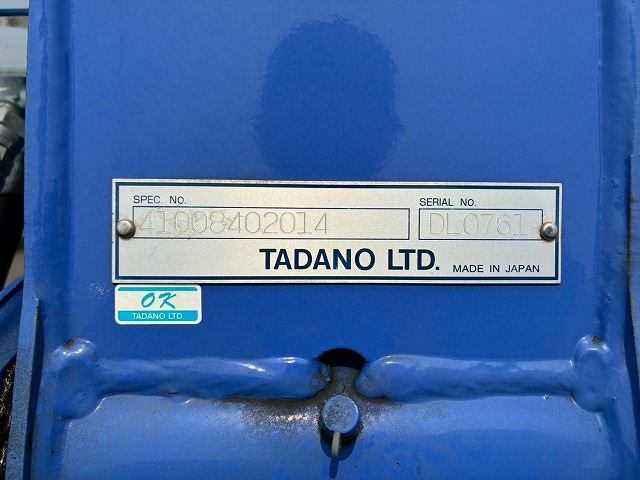 SPEC. NO. SERIAL NO.
41008402014 DL0761
TADANO LTD. MADE IN JAPAN
OK
TADANO LTD.